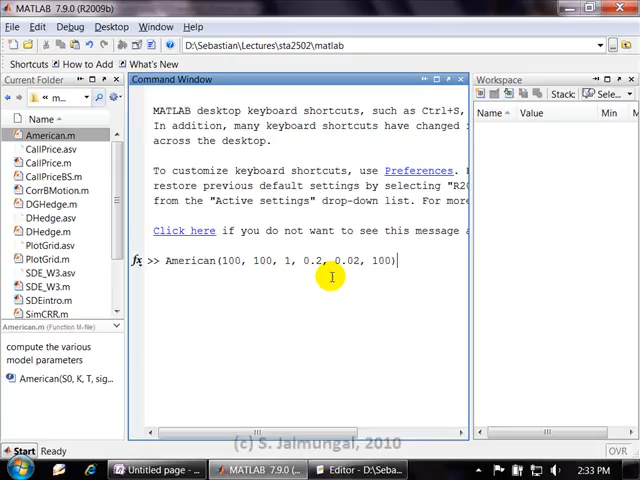 MATLAB 7.9.0 (R2009b)
File Edit Debug Desktop Window Help
D:\Sebastian\Lectures\sta2502\matlab
Shortcuts How to Add What's New
Current Folder
Command Window
Workspace
« m...
Stack: Sele...
Name
Name Value Min M
American.m
CallPrice.asv
CallPrice.m
CallPriceBS.m
CorrBMotion.m
DGHedge.m
DHedge.asv
DHedge.m
PlotGrid.asv
PlotGrid.m
SDE_W3.asv
SDE_W3.m
SDEintro.m
SimCRR.m
MATLAB desktop keyboard shortcuts, such as Ctrl+S,
In addition, many keyboard shortcuts have changed
across the desktop.
To customize keyboard shortcuts, use Preferences.
restore previous default settings by selecting "R20
from the "Active settings" drop-down list. For more
Click here if you do not want to see this message a
fx >> American(100, 100, 1, 0.2, 0.02, 100)
American.m (Function M-file)
compute the various
model parameters
American(S0, K, T, sig...
(c) S. Jaimungal, 2010
Start Ready
OVR
Untitled page - ...
MATLAB 7.9.0 (...
Editor - D:\Seba...
2:33 PM